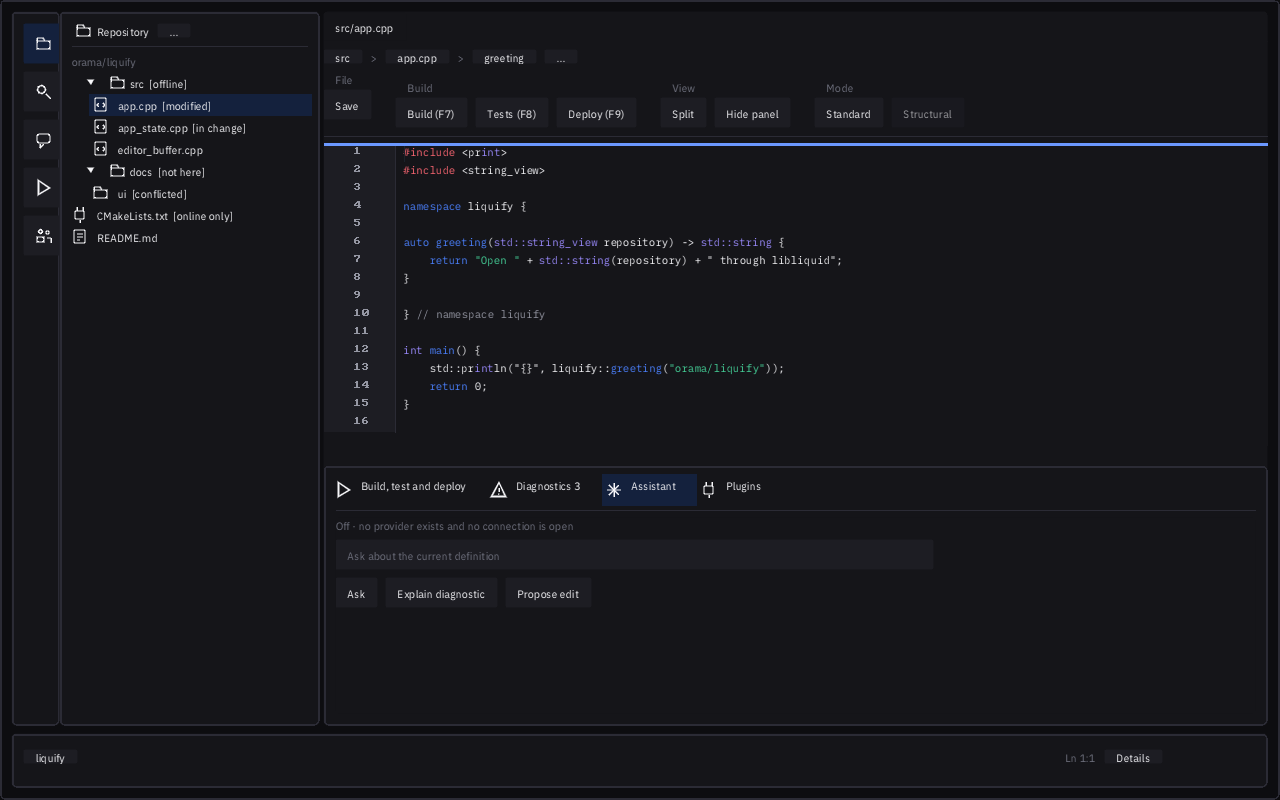 Repository ...
orama/liquify
src [offline]
app.cpp [modified]
app_state.cpp [in change]
editor_buffer.cpp
docs [not here]
ui [conflicted]
CMakeLists.txt [online only]
README.md
src/app.cpp
src > app.cpp > greeting ...
File Build View Mode
Save Build (F7) Tests (F8) Deploy (F9) Split Hide panel Standard Structural
1 #include <print>
2 #include <string_view>
3
4 namespace liquify {
5
6 auto greeting(std::string_view repository) -> std::string {
7     return "Open " + std::string(repository) + " through libliquid";
8 }
9
10 } // namespace liquify
11
12 int main() {
13     std::println("{}", liquify::greeting("orama/liquify"));
14     return 0;
15 }
16
Build, test and deploy Diagnostics 3 Assistant Plugins
Off · no provider exists and no connection is open
Ask about the current definition
Ask Explain diagnostic Propose edit
liquify Ln 1:1 Details